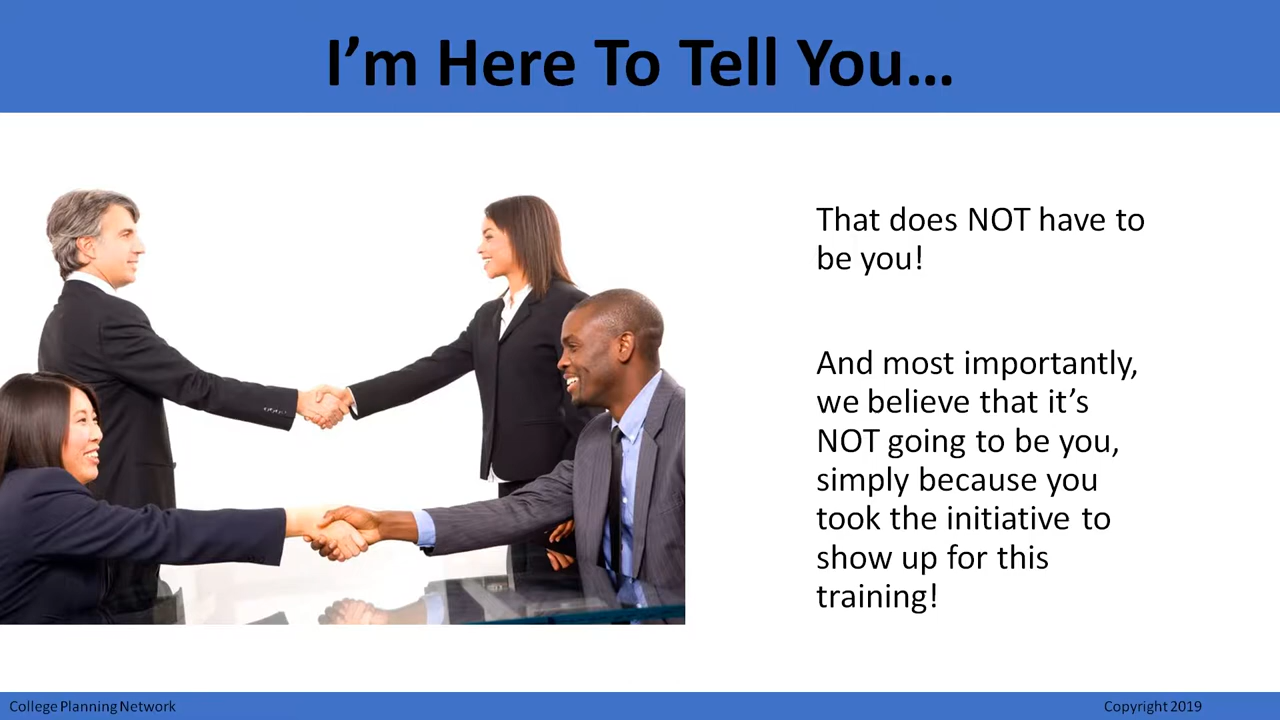 I’m Here To Tell You…
That does NOT have to
be you!
And most importantly,
we believe that it’s
NOT going to be you,
simply because you
took the initiative to
show up for this
training!
College Planning Network
Copyright 2019